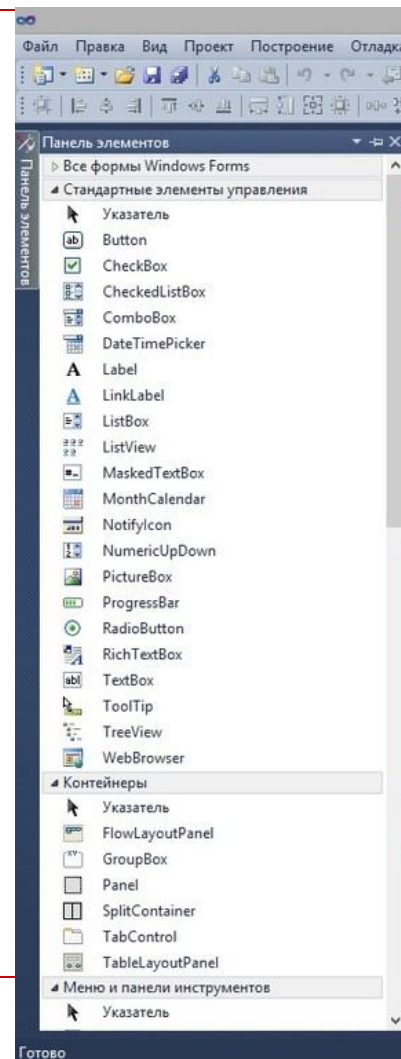 Файл Правка Вид Проект Построение Отладка
Панель элементов
Панель элементов
Все формы Windows Forms
Стандартные элементы управления
Указатель
Button
CheckBox
CheckedListBox
ComboBox
DateTimePicker
Label
LinkLabel
ListBox
ListView
MaskedTextBox
MonthCalendar
NotifyIcon
NumericUpDown
PictureBox
ProgressBar
RadioButton
RichTextBox
TextBox
ToolTip
TreeView
WebBrowser
Контейнеры
Указатель
FlowLayoutPanel
GroupBox
Panel
SplitContainer
TabControl
TableLayoutPanel
Меню и панели инструментов
Указатель
Готово